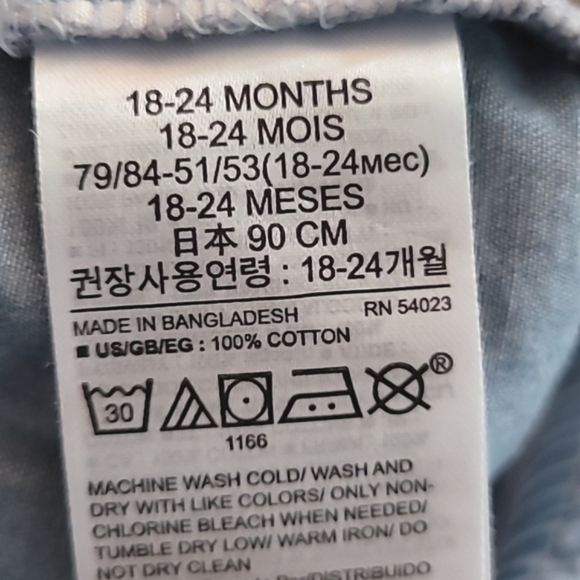 18-24 MONTHS
18-24 MOIS
79/84-51/53(18-24мес)
18-24 MESES
日本 90 CM
권장사용연령 : 18-24개월
MADE IN BANGLADESH RN 54023
■ US/GB/EG : 100% COTTON
30 ®
1166
MACHINE WASH COLD/ WASH AND
DRY WITH LIKE COLORS/ ONLY NON-
CHLORINE BLEACH WHEN NEEDED/
TUMBLE DRY LOW/ WARM IRON/ DO
NOT DRY CLEAN
Por/DISTRIBUIDO